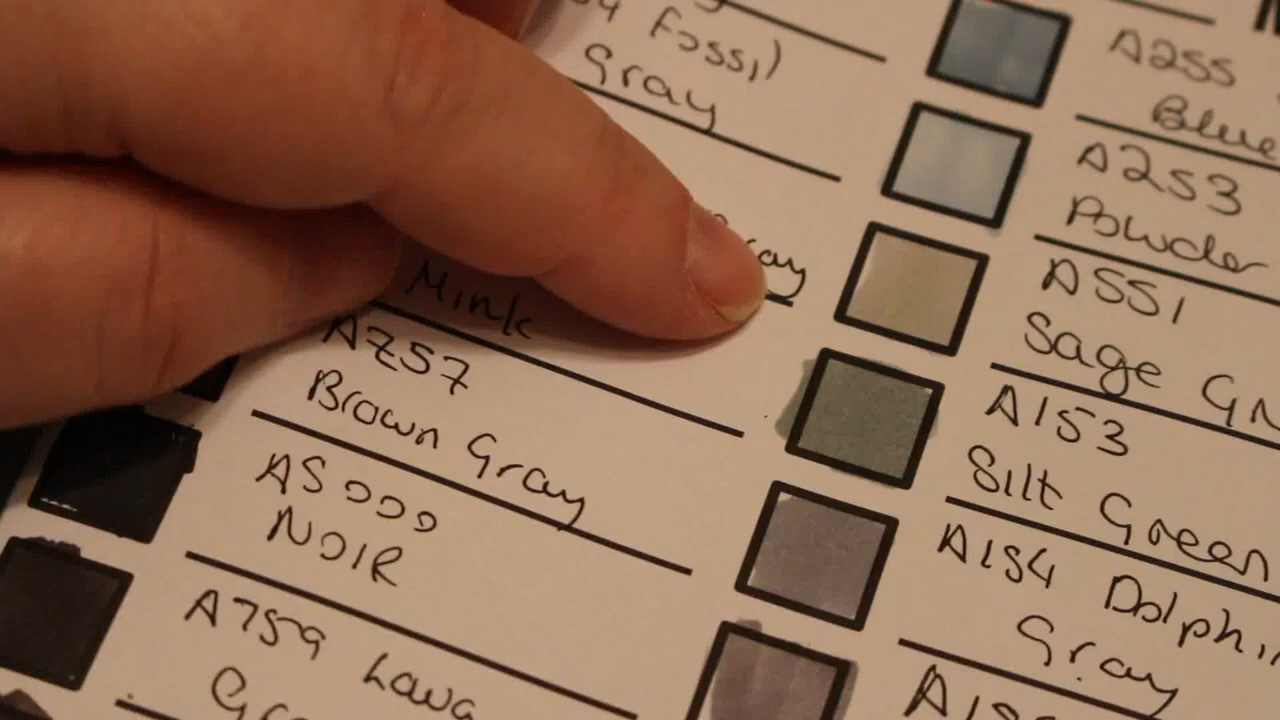 Fossil
Gray
Mink
A757
Brown Gray
A5000
NOIR
A759 Lava
A255
Blue
A253
Powder
A551
Sage
A153
Silt Green
A154 Dolphin
Gray